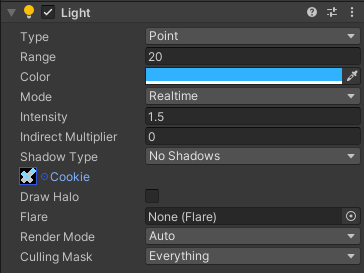 Light
Type Point
Range 20
Color
Mode Realtime
Intensity 1.5
Indirect Multiplier 0
Shadow Type No Shadows
Cookie
Draw Halo
Flare None (Flare)
Render Mode Auto
Culling Mask Everything